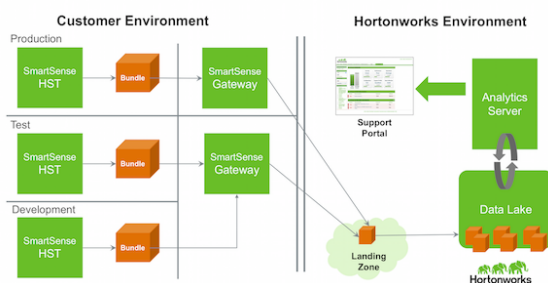 Customer Environment
Hortonworks Environment
Production
SmartSense
HST
Bundle
SmartSense
Gateway
Support
Portal
Analytics
Server
Test
SmartSense
HST
Bundle
SmartSense
Gateway
Development
SmartSense
HST
Bundle
Landing
Zone
Data Lake
Hortonworks